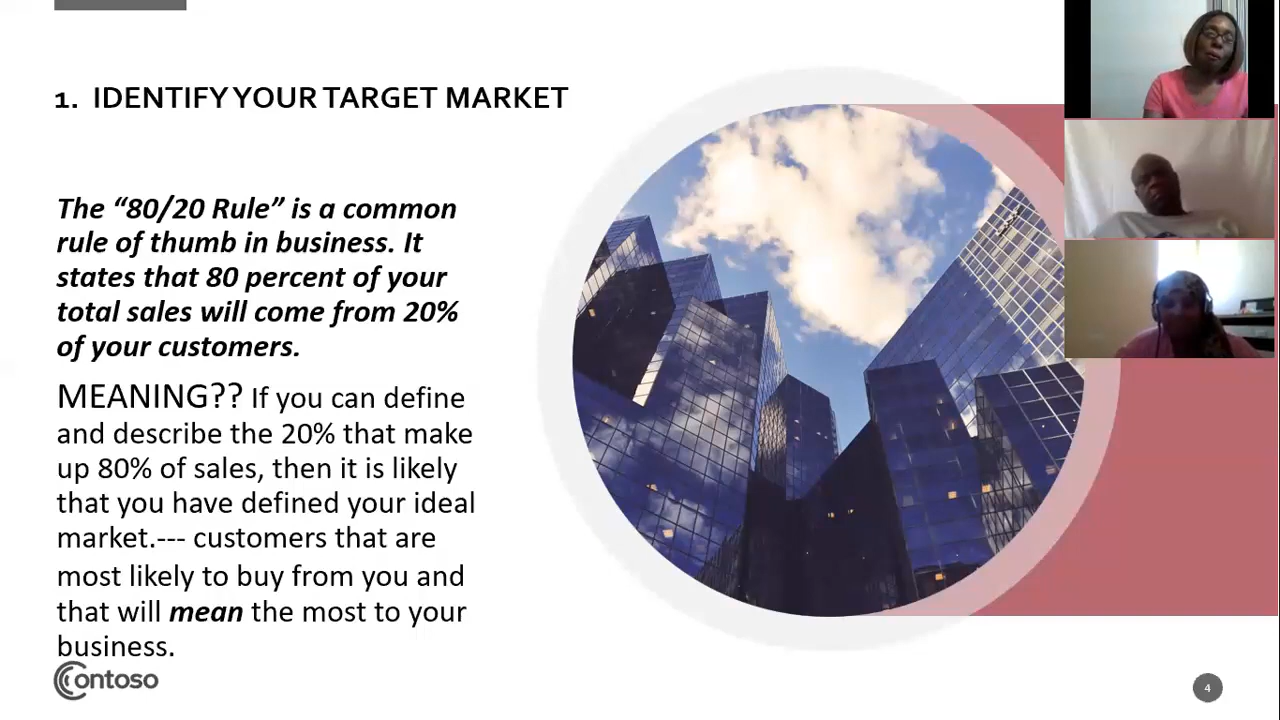 1. IDENTIFY YOUR TARGET MARKET
The “80/20 Rule” is a common
rule of thumb in business. It
states that 80 percent of your
total sales will come from 20%
of your customers.
MEANING?? If you can define
and describe the 20% that make
up 80% of sales, then it is likely
that you have defined your ideal
market.--- customers that are
most likely to buy from you and
that will mean the most to your
business.
Contoso
4